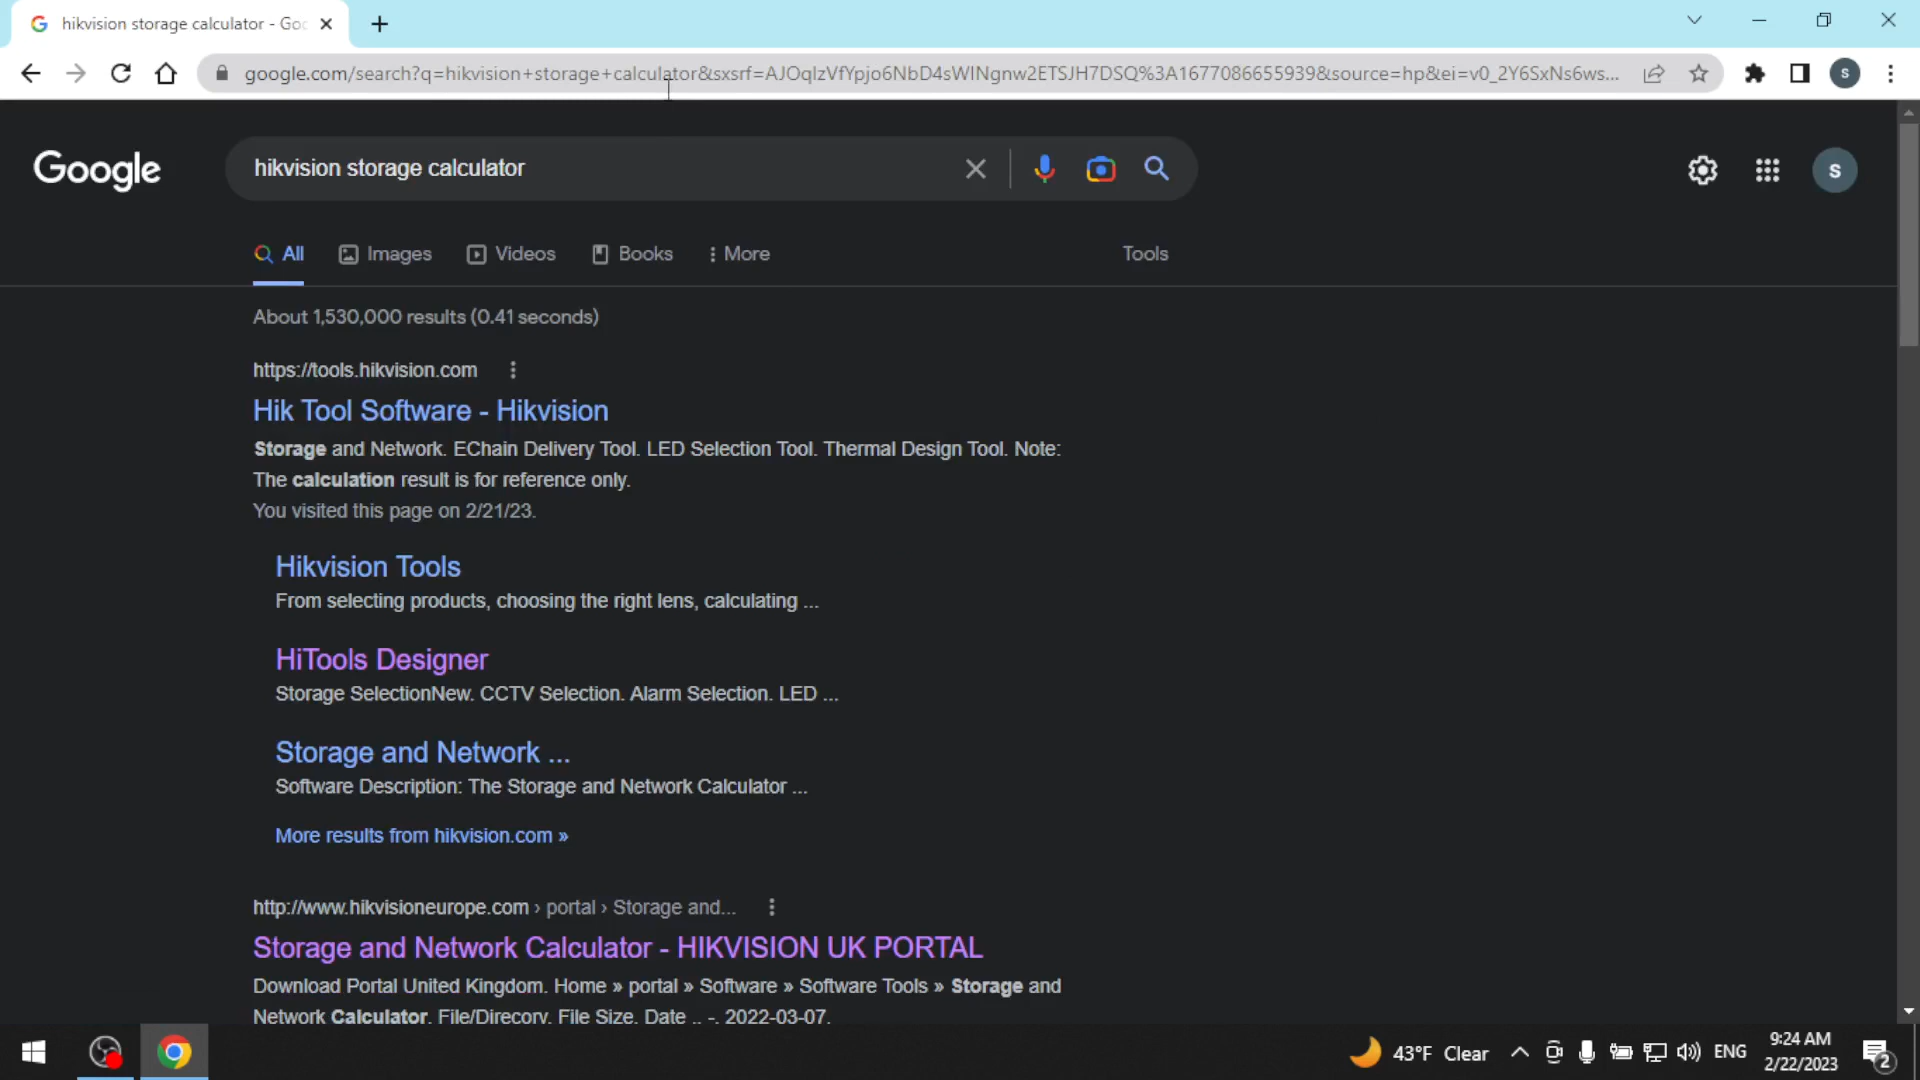 hikvision storage calculator - Goo
google.com/search?q=hikvision+storage+calculator&sxsrf=AJOqlzVfYpjo6NbD4sWINgnw2ETSJH7DSQ%3A1677086655939&source=hp&ei=v0_2Y6SxNs6ws...
S
Google
hikvision storage calculator
S
All
Images
Videos
Books
More
Tools
About 1,530,000 results (0.41 seconds)
https://tools.hikvision.com
Hik Tool Software - Hikvision
Storage and Network. EChain Delivery Tool. LED Selection Tool. Thermal Design Tool. Note:
The calculation result is for reference only.
You visited this page on 2/21/23.
Hikvision Tools
From selecting products, choosing the right lens, calculating ...
HiTools Designer
Storage SelectionNew. CCTV Selection. Alarm Selection. LED ...
Storage and Network ...
Software Description: The Storage and Network Calculator ...
More results from hikvision.com »
http://www.hikvisioneurope.com › portal › Storage and...
Storage and Network Calculator - HIKVISION UK PORTAL
Download Portal United Kingdom. Home » portal » Software » Software Tools » Storage and
Network Calculator. File/Direcory. File Size. Date .. -. 2022-03-07.
43°F Clear
ENG
9:24 AM
2/22/2023
2